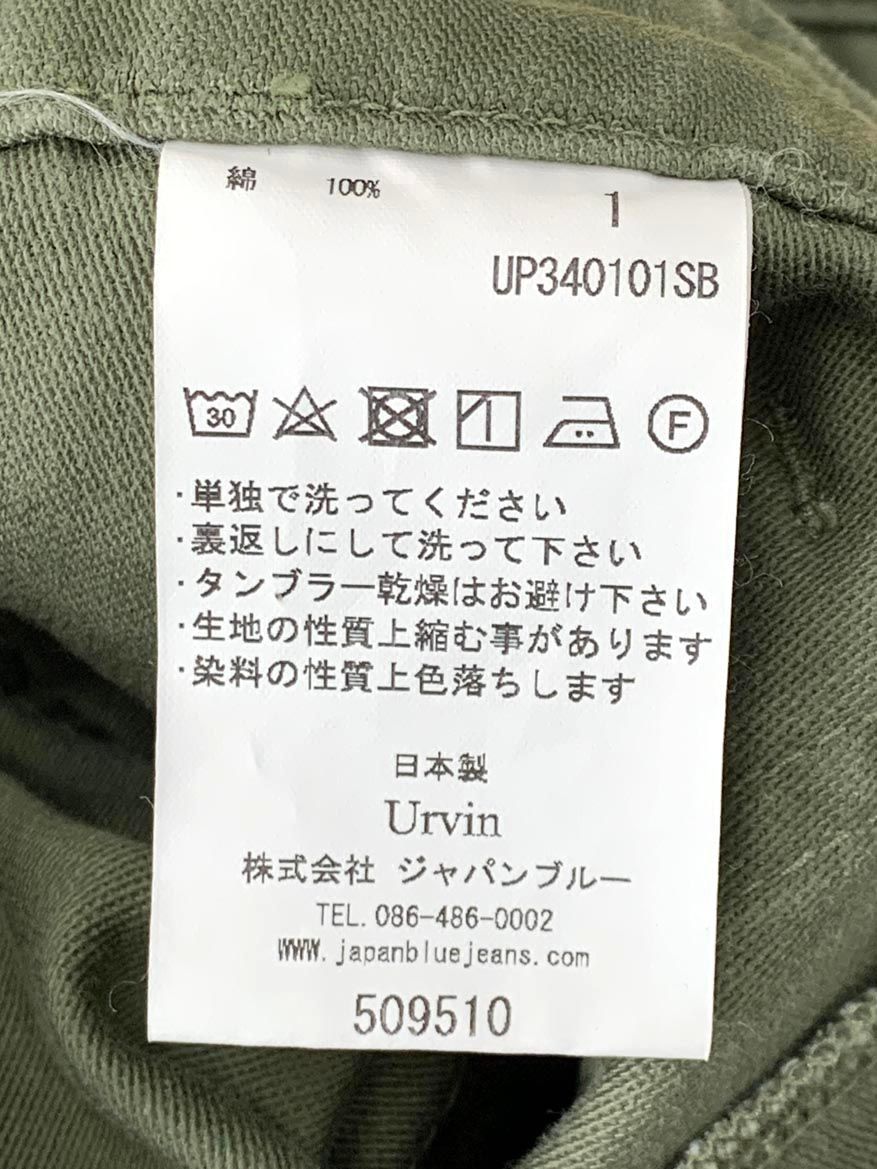 綿 100% 1
UP340101SB
30 F
・単独で洗ってください
・裏返しにして洗って下さい
・タンブラー乾燥はお避け下さい
・生地の性質上縮む事があります
・染料の性質上色落ちします
日本製
Urvin
株式会社 ジャパンブルー
TEL. 086-486-0002
WWW. japanbluejeans. com
509510